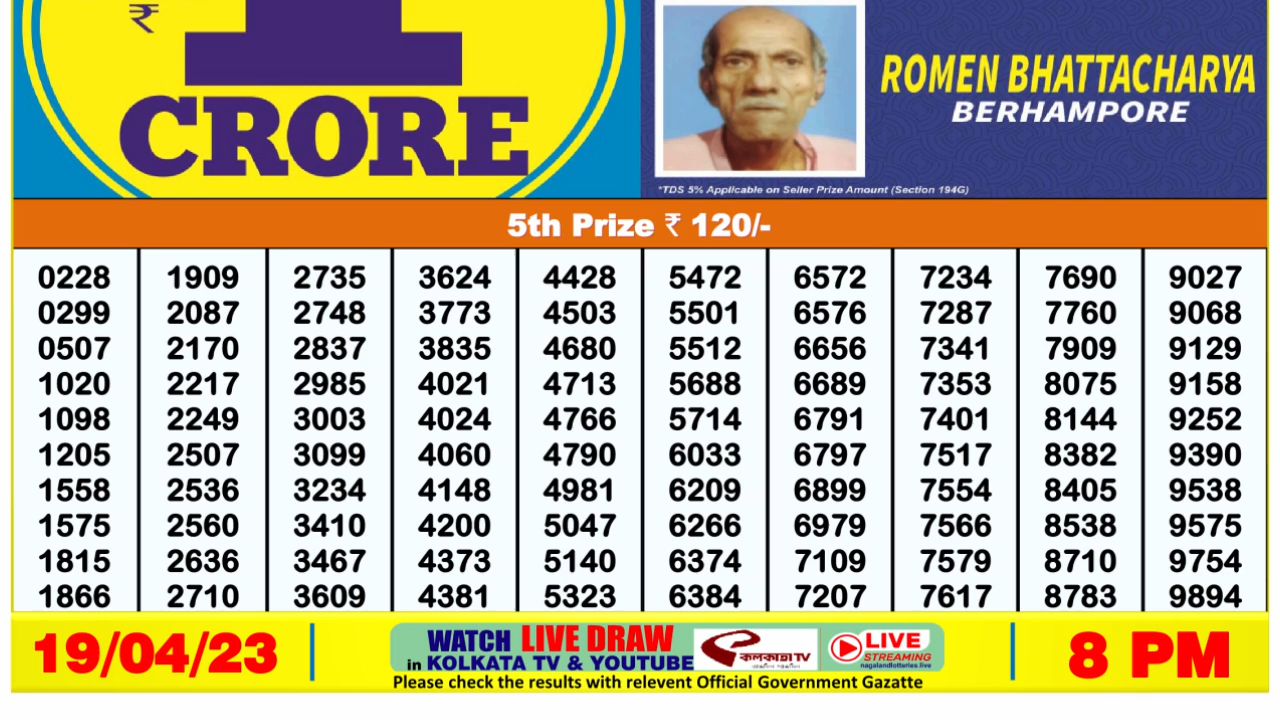 ₹
1
CRORE
ROMEN BHATTACHARYA
BERHAMPORE
*TDS 5% Applicable on Seller Prize Amount (Section 194G)
5th Prize ₹ 120/-
0228 1909 2735 3624 4428 5472 6572 7234 7690 9027
0299 2087 2748 3773 4503 5501 6576 7287 7760 9068
0507 2170 2837 3835 4680 5512 6656 7341 7909 9129
1020 2217 2985 4021 4713 5688 6689 7353 8075 9158
1098 2249 3003 4024 4766 5714 6791 7401 8144 9252
1205 2507 3099 4060 4790 6033 6797 7517 8382 9390
1558 2536 3234 4148 4981 6209 6899 7554 8405 9538
1575 2560 3410 4200 5047 6266 6979 7566 8538 9575
1815 2636 3467 4373 5140 6374 7109 7579 8710 9754
1866 2710 3609 4381 5323 6384 7207 7617 8783 9894
19/04/23
WATCH LIVE DRAW
in KOLKATA TV & YOUTUBE
কলকাতা TV
LIVE
STREAMING
nagalandlotteries.live
Please check the results with relevent Official Government Gazatte
8 PM